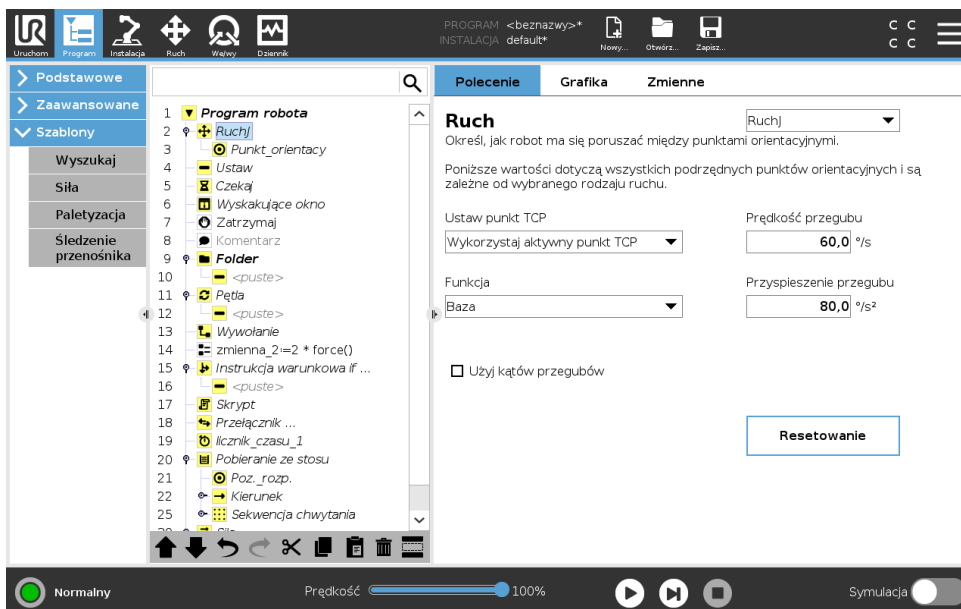 Uruchom
Program
Instalacja
Ruch
We/wy
Dziennik
PROGRAM <beznazwy>*
INSTALACJA default*
Nowy...
Otwórz...
Zapisz...
C C
C C
Podstawowe
Zaawansowane
Szablony
Wyszukaj
Siła
Paletyzacja
Śledzenie
przenośnika
1 Program robota
2 RuchJ
3 Punkt_orientacy
4 Ustaw
5 Czekaj
6 Wyskakujące okno
7 Zatrzymaj
8 Komentarz
9 Folder
10 <puste>
11 Pętla
12 <puste>
13 Wywołanie
14 zmienna_2≔2 * force()
15 Instrukcja warunkowa if ...
16 <puste>
17 Skrypt
18 Przełącznik ...
19 licznik_czasu_1
20 Pobieranie ze stosu
21 Poz._rozp.
22 Kierunek
25 Sekwencja chwytania
Polecenie Grafika Zmienne
Ruch RuchJ
Określ, jak robot ma się poruszać między punktami orientacyjnymi.
Poniższe wartości dotyczą wszystkich podrzędnych punktów orientacyjnych i są
zależne od wybranego rodzaju ruchu.
Ustaw punkt TCP Prędkość przegubu
Wykorzystaj aktywny punkt TCP 60,0 °/s
Funkcja Przyspieszenie przegubu
Baza 80,0 °/s²
Użyj kątów przegubów
Resetowanie
Normalny
Prędkość 100%
Symulacja